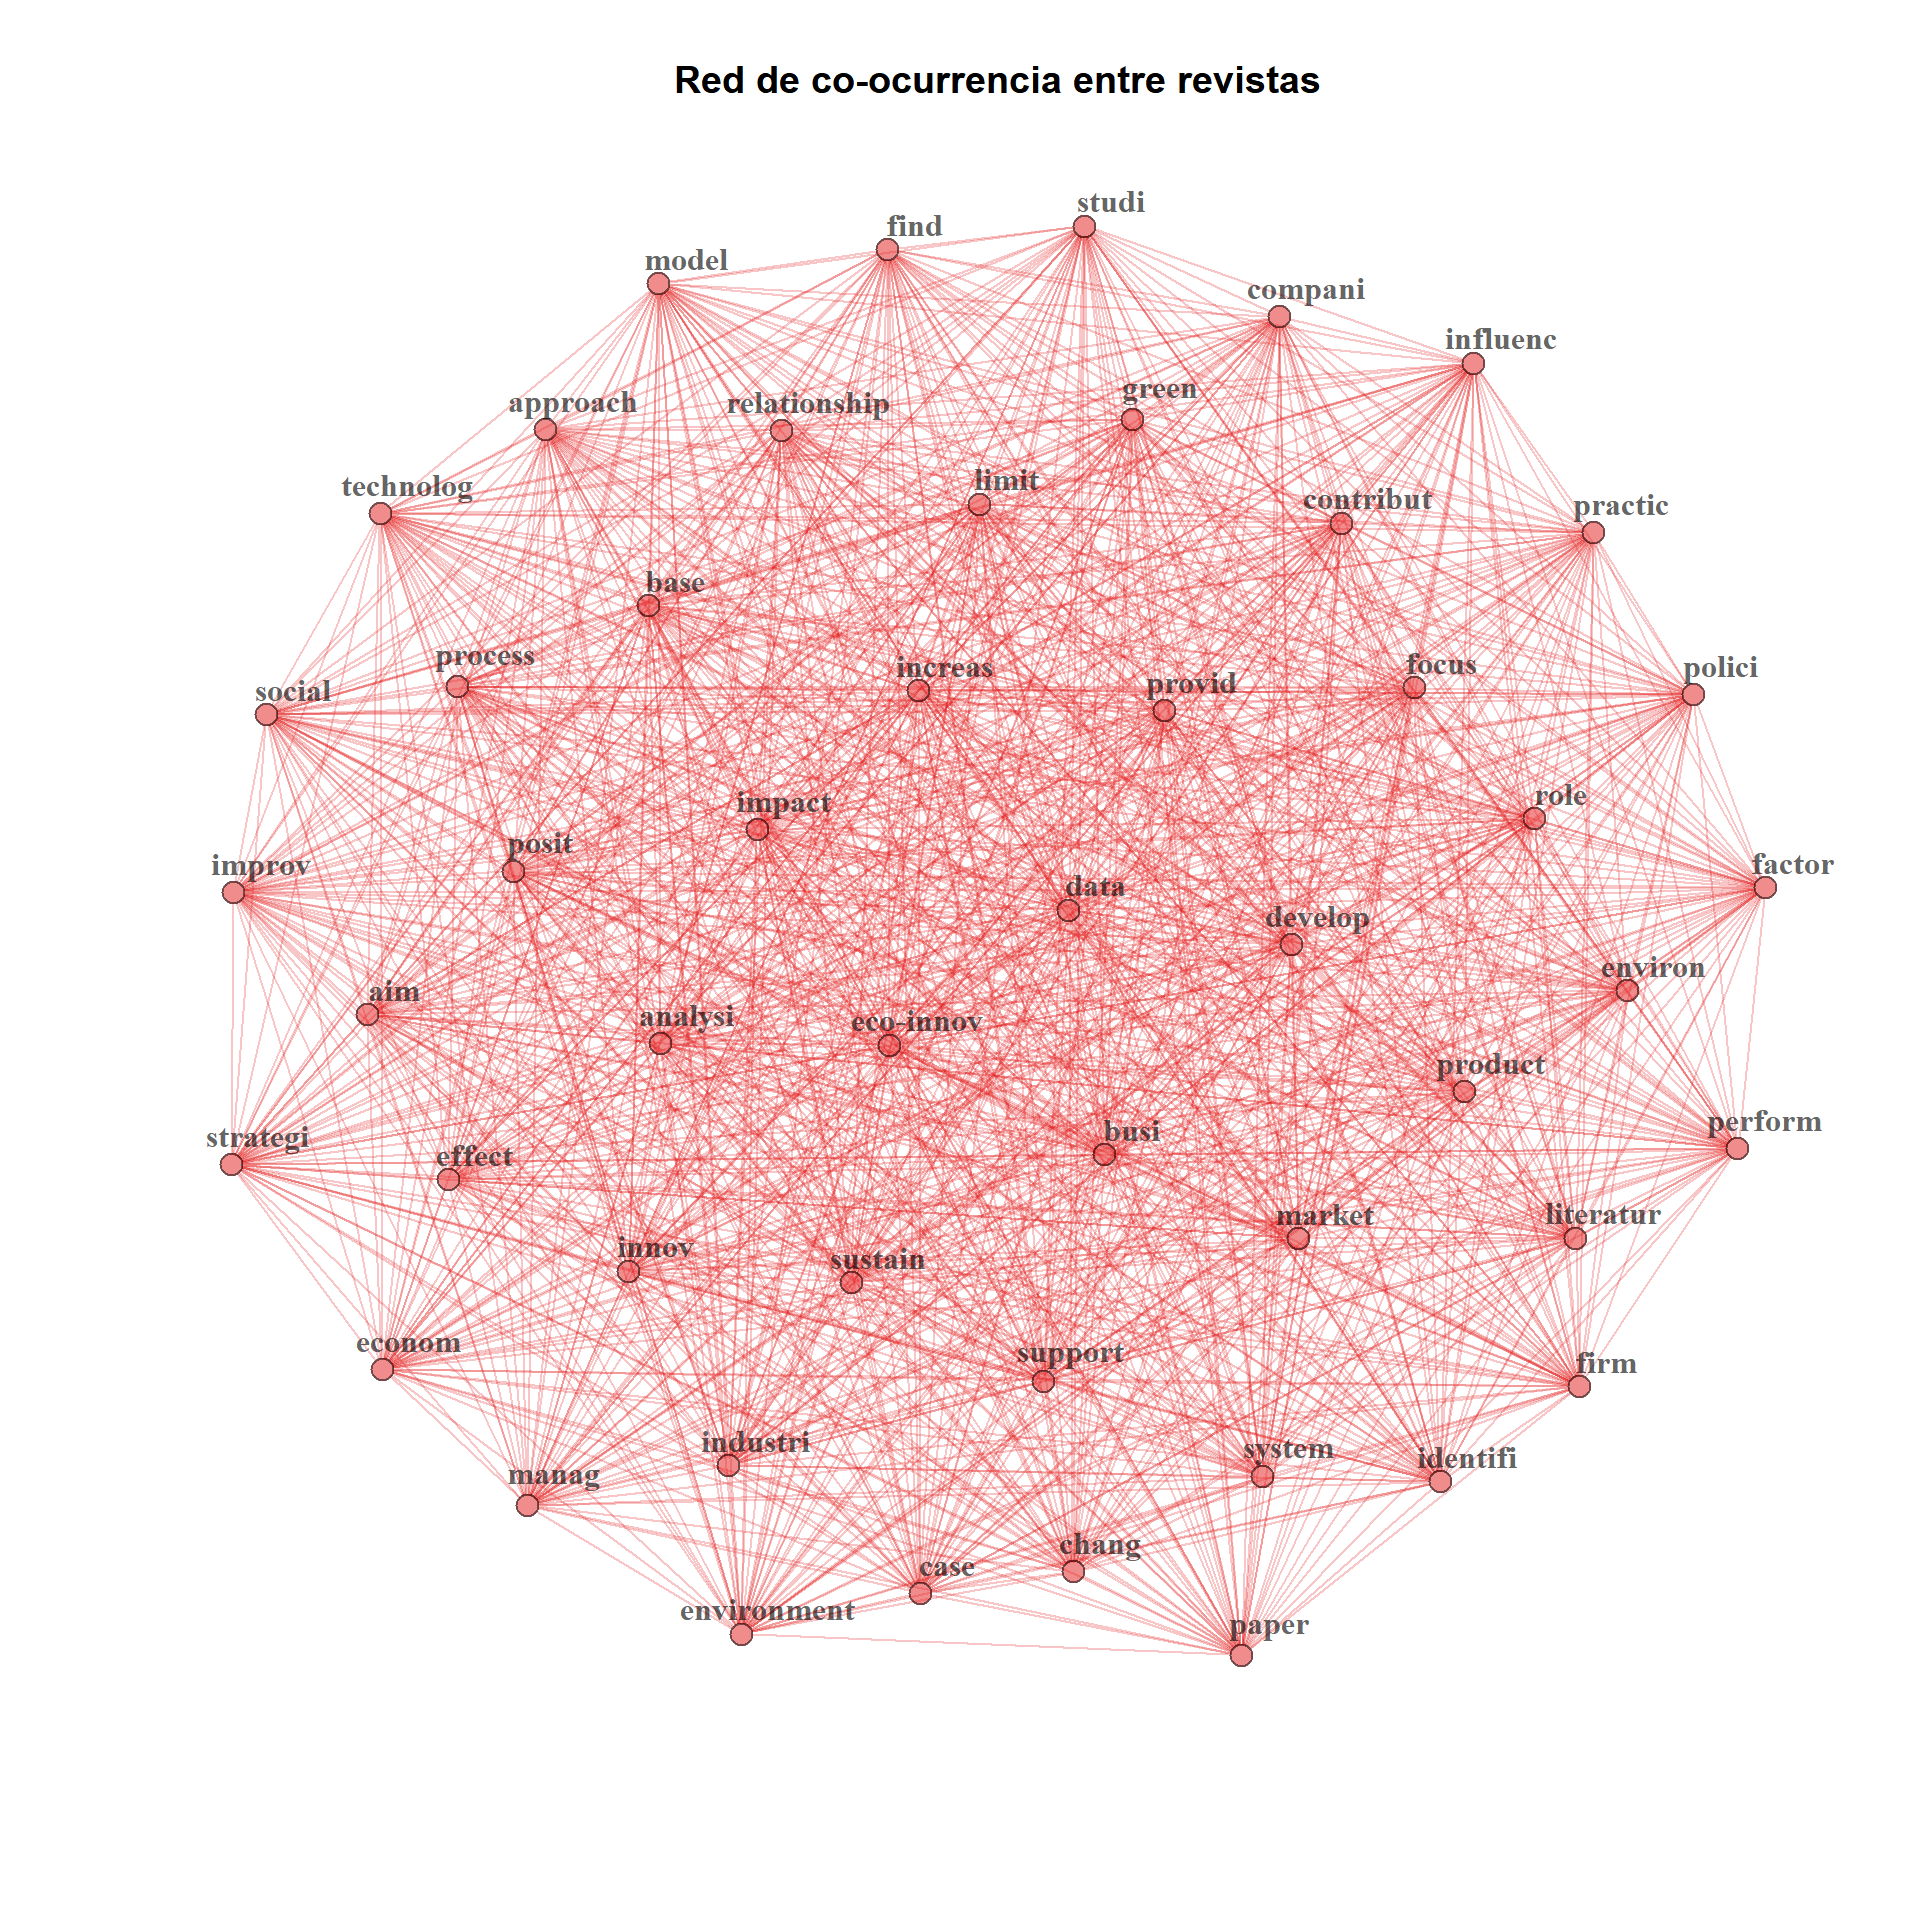 Red de co-ocurrencia entre revistas
studi
find
model
compani
influenc
green
approach
relationship
limit
technolog
contribut
practic
base
process
increas
focus
polici
social
provid
role
impact
posit
improv
factor
data
develop
environ
aim
analysi
eco-innov
product
perform
busi
strategi
effect
literatur
market
innov
sustain
econom
support
firm
industri
system
identifi
manag
chang
case
environment
paper